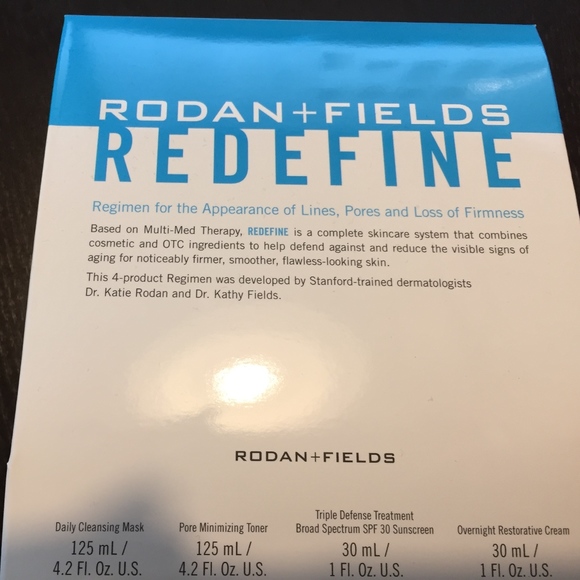 RODAN+FIELDS
REDEFINE
Regimen for the Appearance of Lines, Pores and Loss of Firmness
Based on Multi-Med Therapy, REDEFINE is a complete skincare system that combines
cosmetic and OTC ingredients to help defend against and reduce the visible signs of
aging for noticeably firmer, smoother, flawless-looking skin.
This 4-product Regimen was developed by Stanford-trained dermatologists
Dr. Katie Rodan and Dr. Kathy Fields.
RODAN+FIELDS
Daily Cleansing Mask
125 mL /
4.2 Fl. Oz. U.S.
Pore Minimizing Toner
125 mL /
4.2 Fl. Oz. U.S.
Triple Defense Treatment
Broad Spectrum SPF 30 Sunscreen
30 mL /
1 Fl. Oz. U.S.
Overnight Restorative Cream
30 mL /
1 Fl. Oz. U.S.